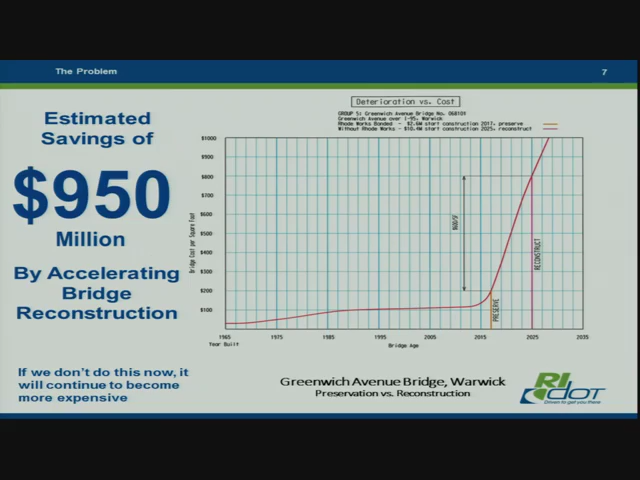 The Problem
7
Estimated
Savings of
$950
Million
By Accelerating
Bridge
Reconstruction
If we don't do this now, it
will continue to become
more expensive
Deterioration vs. Cost
GROUP 5: Greenwich Avenue Bridge No. 068101
Greenwich Avenue over I-95, Warwick
Rhode Works Bonded - $2.6M start construction 2017, preserve
Without Rhode Works - $10.4M start construction 2025, reconstruct
Bridge Cost per Square Foot
$1000
$900
$800
$700
$600
$500
$400
$300
$200
$100
$600/SF
PRESERVE
RECONSTRUCT
1965
1975
1985
1995
2005
2015
2025
2035
Year Built
Bridge Age
Greenwich Avenue Bridge, Warwick
Preservation vs. Reconstruction
RI
DOT
Driven to get you there